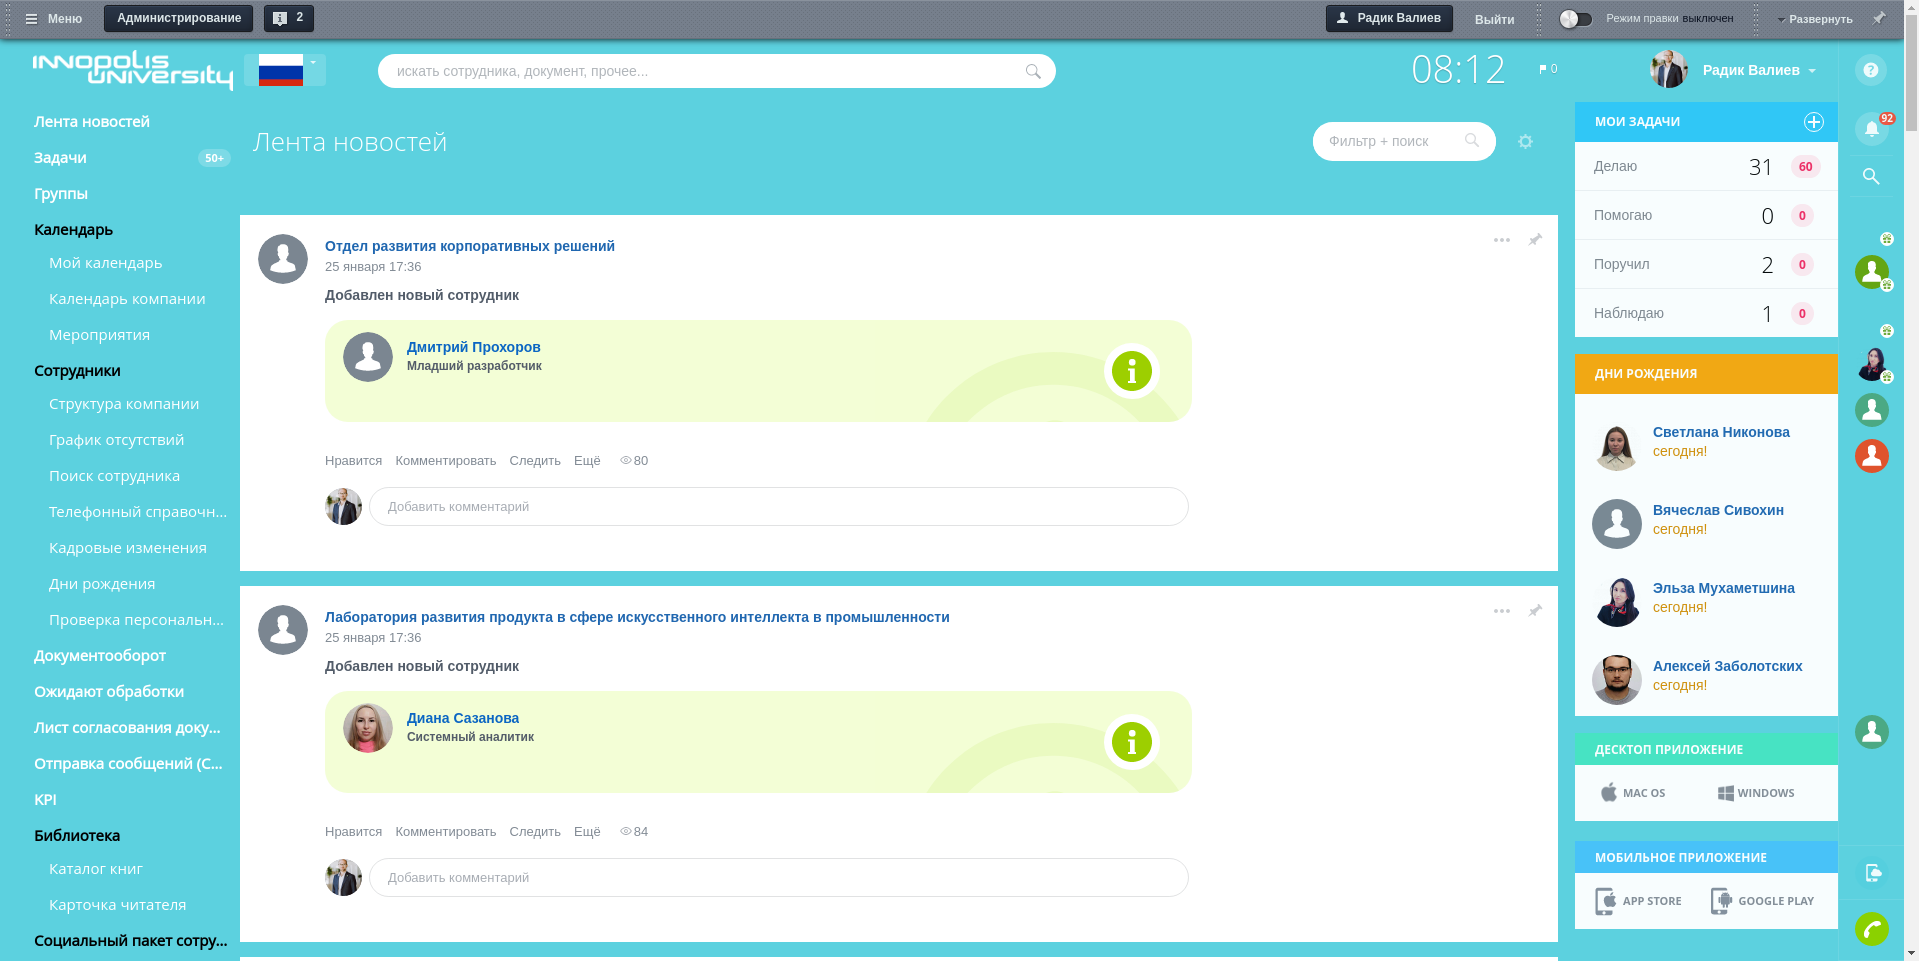 Меню
Администрирование
2
Радик Валиев
Выйти
Режим правки выключен
Развернуть
INNOPOLIS UNIVERSITY
искать сотрудника, документ, прочее...
08:12
0
Радик Валиев
Лента новостей
Задачи
50+
Группы
Календарь
Мой календарь
Календарь компании
Мероприятия
Сотрудники
Структура компании
График отсутствий
Поиск сотрудника
Телефонный справочн...
Кадровые изменения
Дни рождения
Проверка персональн...
Документооборот
Ожидают обработки
Лист согласования доку...
Отправка сообщений (С...
KPI
Библиотека
Каталог книг
Карточка читателя
Социальный пакет сотру...
Лента новостей
Фильтр + поиск
Отдел развития корпоративных решений
25 января 17:36
Добавлен новый сотрудник
Дмитрий Прохоров
Младший разработчик
Нравится Комментировать Следить Ещё 80
Добавить комментарий
Лаборатория развития продукта в сфере искусственного интеллекта в промышленности
25 января 17:36
Добавлен новый сотрудник
Диана Сазанова
Системный аналитик
Нравится Комментировать Следить Ещё 84
Добавить комментарий
МОИ ЗАДАЧИ
Делаю 31 60
Помогаю 0 0
Поручил 2 0
Наблюдаю 1 0
ДНИ РОЖДЕНИЯ
Светлана Никонова
сегодня!
Вячеслав Сивохин
сегодня!
Эльза Мухаметшина
сегодня!
Алексей Заболотских
сегодня!
ДЕСКТОП ПРИЛОЖЕНИЕ
MAC OS
WINDOWS
МОБИЛЬНОЕ ПРИЛОЖЕНИЕ
APP STORE
GOOGLE PLAY
92